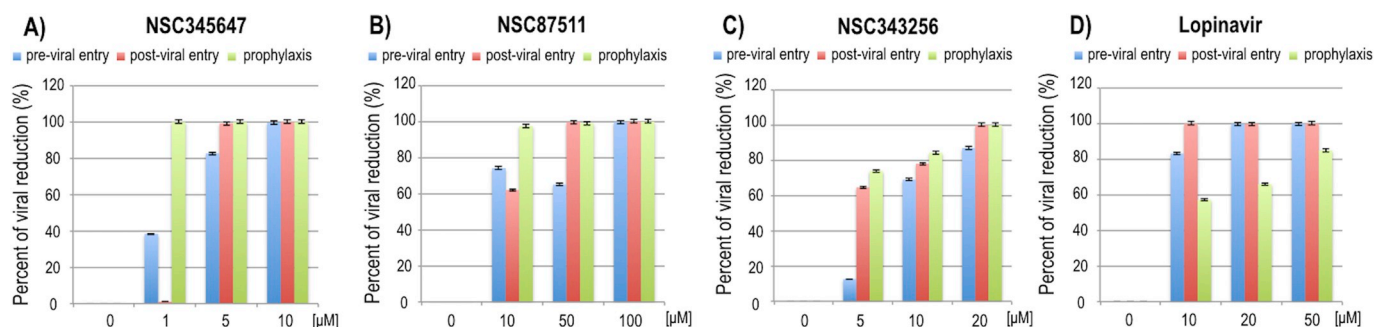 A) NSC345647
pre-viral entry post-viral entry prophylaxis
Percent of viral reduction (%)
120
100
80
60
40
20
0
0 1 5 10 [µM]
B) NSC87511
pre-viral entry post-viral entry prophylaxis
Percent of viral reduction (%)
120
100
80
60
40
20
0
0 10 50 100 [µM]
C) NSC343256
pre-viral entry post-viral entry prophylaxis
Percent of viral reduction (%)
120
100
80
60
40
20
0
0 5 10 20 [µM]
D) Lopinavir
pre-viral entry post-viral entry prophylaxis
Percent of viral reduction (%)
120
100
80
60
40
20
0
0 10 20 50 [µM]